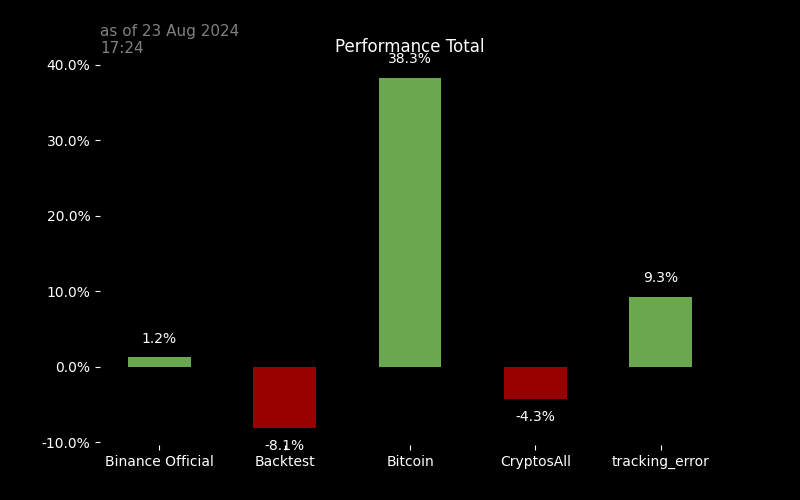 as of 23 Aug 2024
17:24
Performance Total
38.3%
40.0%
30.0%
20.0%
10.0%
9.3%
1.2%
0.0%
-4.3%
-10.0%
-8.1%
Binance Official
Backtest
Bitcoin
CryptosAll
tracking_error